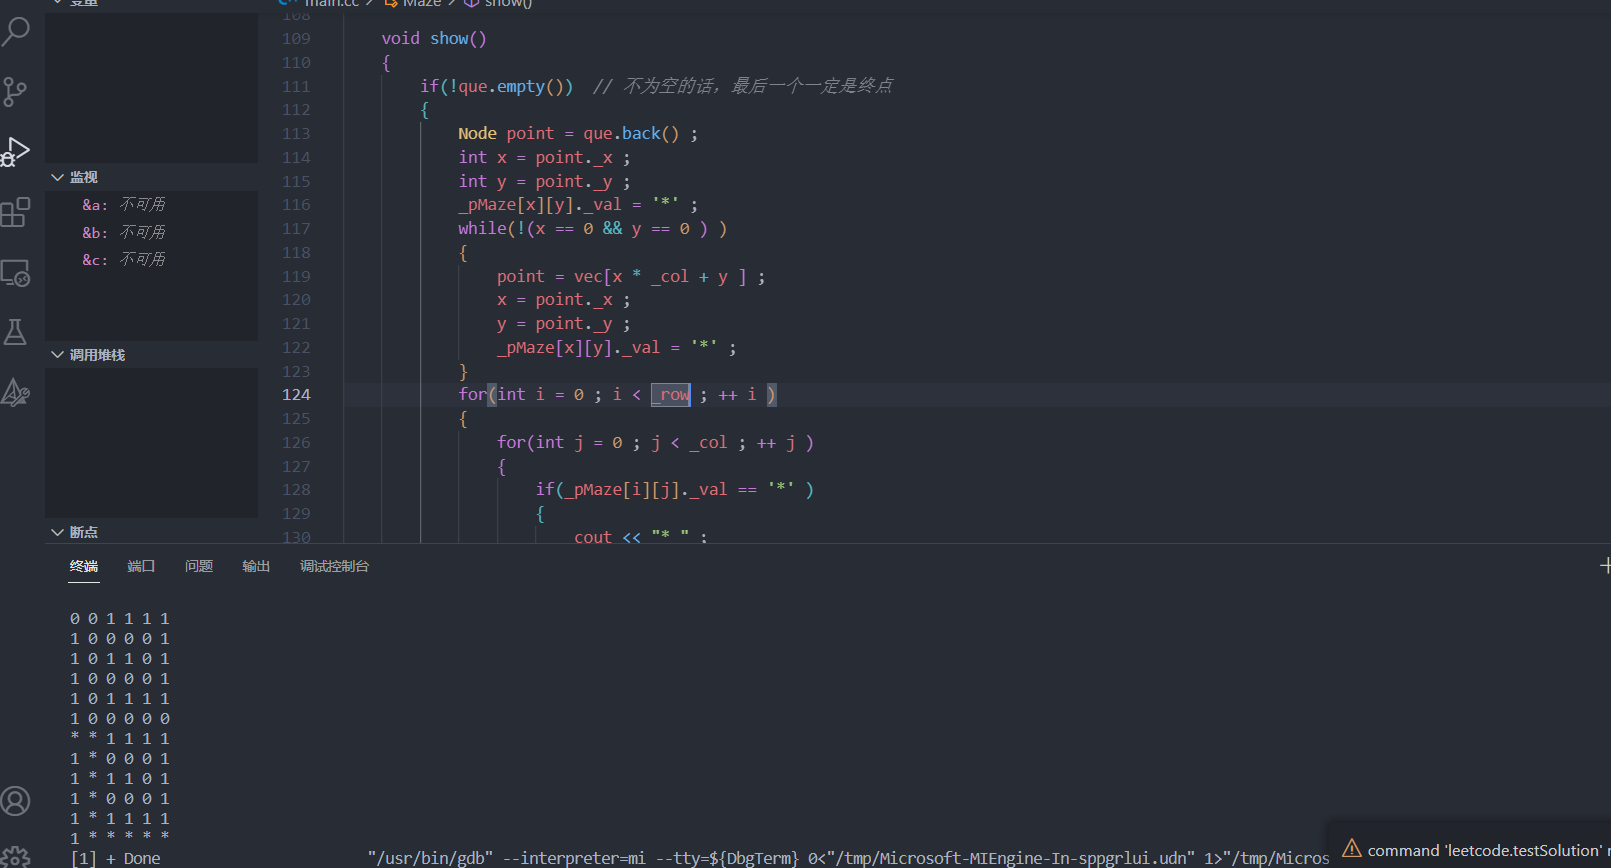 变量
main.cc > Maze > show()
108
109 void show()
110 {
111 if(!que.empty()) // 不为空的话，最后一个一定是终点
112 {
113 Node point = que.back() ;
114 int x = point._x ;
115 int y = point._y ;
116 _pMaze[x][y]._val = '*' ;
117 while(!(x == 0 && y == 0 ) )
118 {
119 point = vec[x * _col + y ] ;
120 x = point._x ;
121 y = point._y ;
122 _pMaze[x][y]._val = '*' ;
123 }
124 for(int i = 0 ; i < _row ; ++ i )
125 {
126 for(int j = 0 ; j < _col ; ++ j )
127 {
128 if(_pMaze[i][j]._val == '*' )
129 {
130 cout << "* " ;
监视
&a: 不可用
&b: 不可用
&c: 不可用
调用堆栈
断点
终端 端口 问题 输出 调试控制台
0 0 1 1 1 1
1 0 0 0 0 1
1 0 1 1 0 1
1 0 0 0 0 1
1 0 1 1 1 1
1 0 0 0 0 0
* * 1 1 1 1
1 * 0 0 0 1
1 * 1 1 0 1
1 * 0 0 0 1
1 * 1 1 1 1
1 * * * * *
[1] + Done "/usr/bin/gdb" --interpreter=mi --tty=${DbgTerm} 0<"/tmp/Microsoft-MIEngine-In-sppgrlui.udn" 1>"/tmp/Micros
command 'leetcode.testSolution'